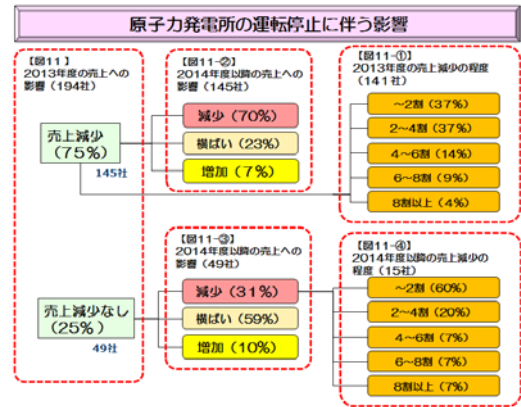 原子力発電所の運転停止に伴う影響
【図11】
2013年度の売上への
影響(194社)
売上減少
(75%)
145社
【図11-②】
2014年度以降の売上への
影響(145社)
減少(70%)
横ばい(23%)
増加(7%)
【図11-①】
2013年度の売上減少の程度
(141社)
~2割(37%)
2~4割(37%)
4~6割(14%)
6~8割(9%)
8割以上(4%)
売上減少なし
(25%)
49社
【図11-③】
2014年度以降の売上への
影響(49社)
減少(31%)
横ばい(59%)
増加(10%)
【図11-④】
2014年度以降の売上減少の
程度(15社)
~2割(60%)
2~4割(20%)
4~6割(7%)
6~8割(7%)
8割以上(7%)